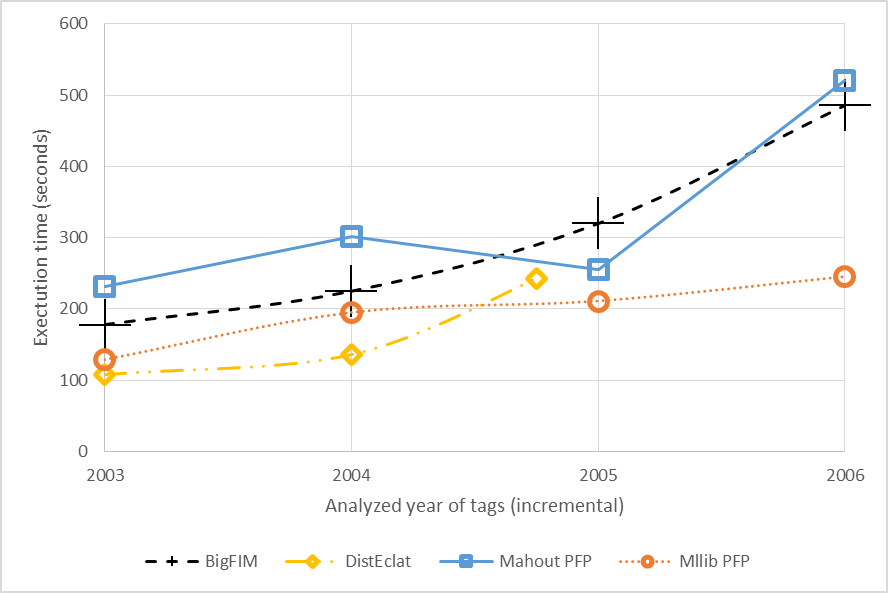 600
500
400
300
200
100
0
Exectution time (seconds)
2003 2004 2005 2006
Analyzed year of tags (incremental)
BigFIM DistEclat Mahout PFP Mllib PFP